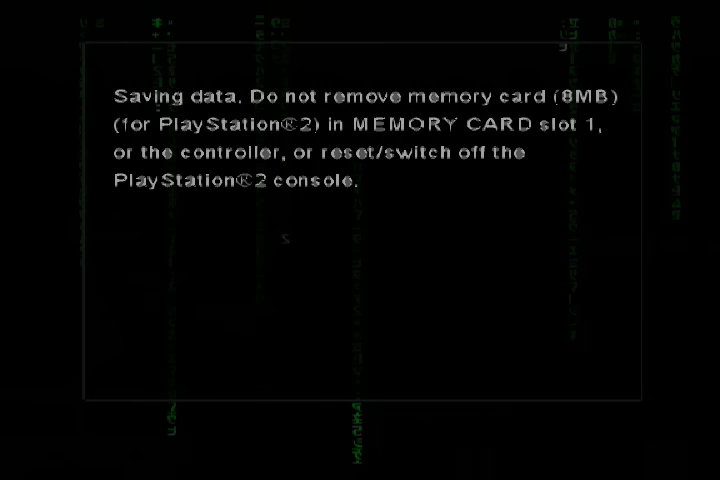 Saving data. Do not remove memory card (8MB)
(for PlayStation®2) in MEMORY CARD slot 1,
or the controller, or reset/switch off the
PlayStation®2 console.